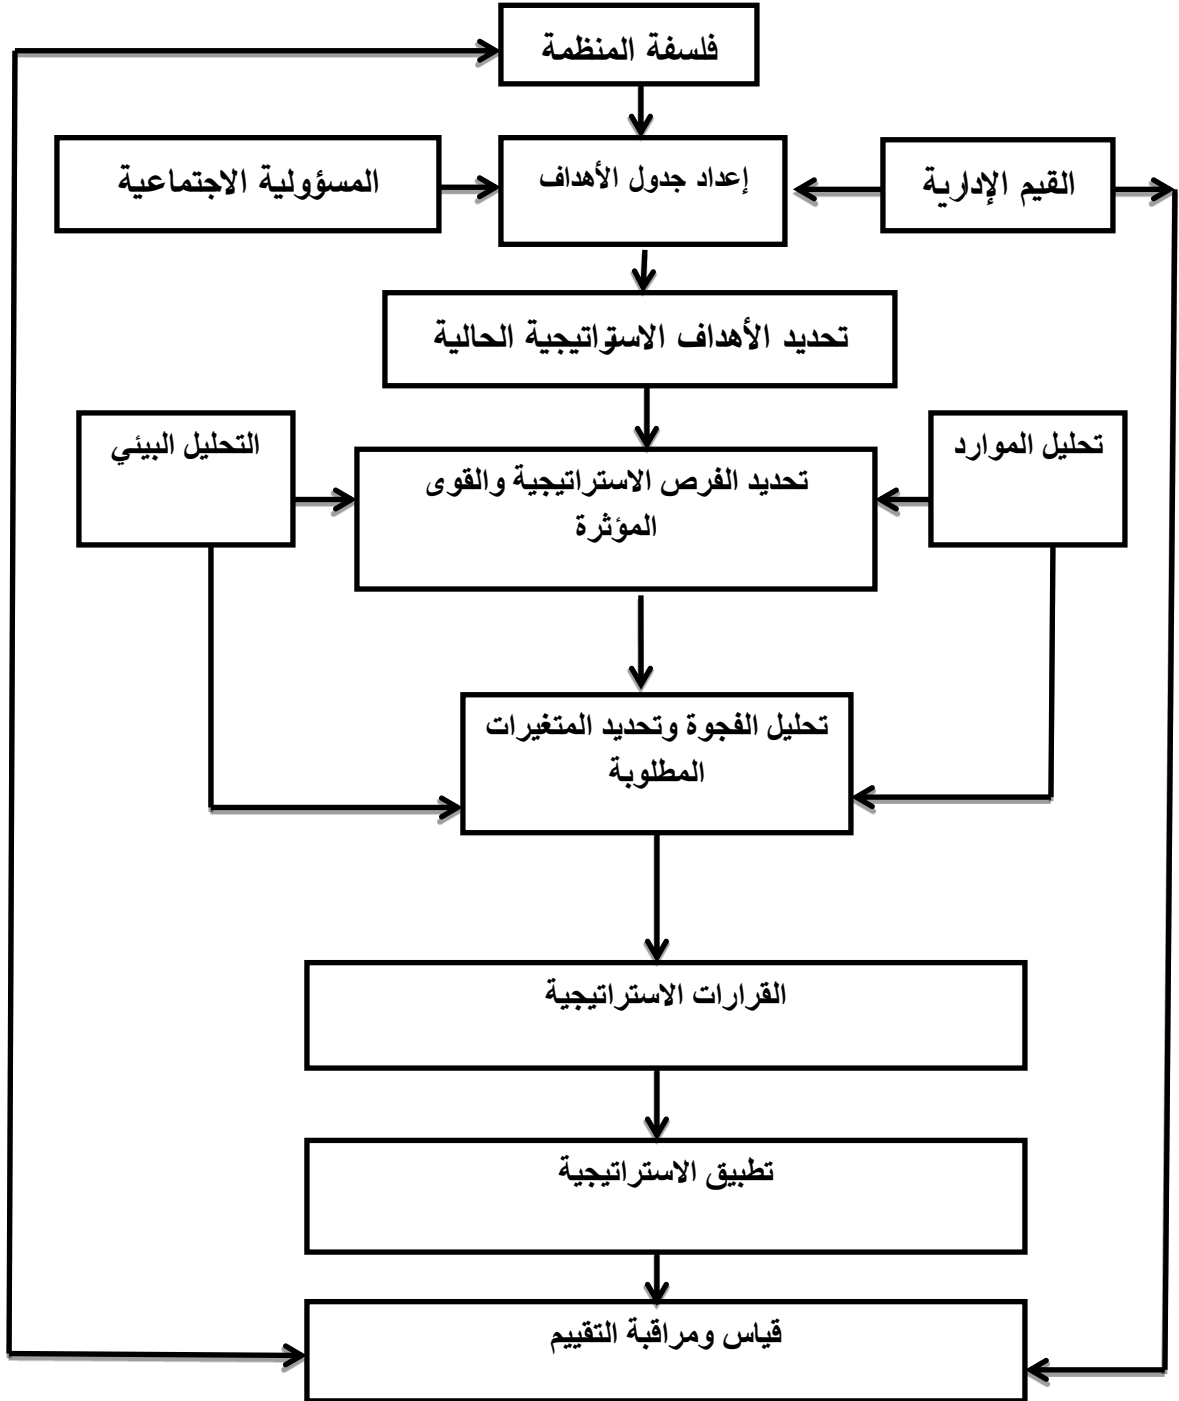 فلسفة المنظمة
القيم الإدارية
إعداد جدول الأهداف
المسؤولية الاجتماعية
تحديد الأهداف الاستراتيجية الحالية
تحليل الموارد
تحديد الفرص الاستراتيجية والقوى
المؤثرة
التحليل البيئي
تحليل الفجوة وتحديد المتغيرات
المطلوبة
القرارات الاستراتيجية
تطبيق الاستراتيجية
قياس ومراقبة التقييم